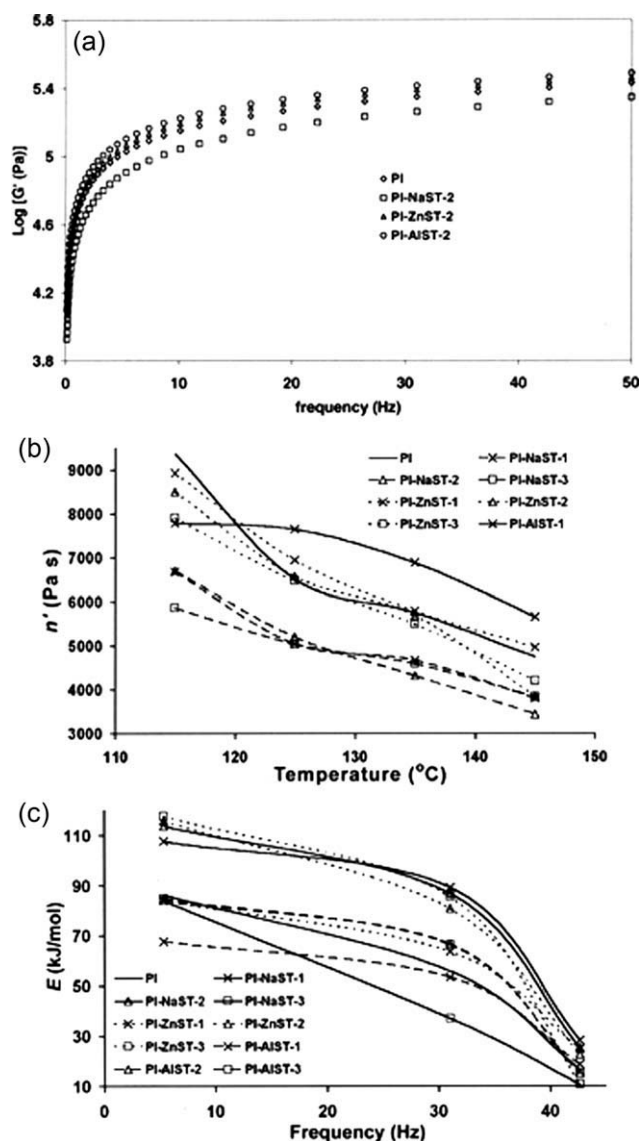 (a)
5.8
5.4
5
4.6
4.2
3.8
Log [G' (Pa)]
PI
PI-NaST-2
PI-ZnST-2
PI-AlST-2
0 10 20 30 40 50
frequency (Hz)
(b)
9000
8000
7000
6000
5000
4000
3000
n' (Pa s)
PI PI-NaST-1
PI-NaST-2 PI-NaST-3
PI-ZnST-1 PI-ZnST-2
PI-ZnST-3 PI-AlST-1
110 120 130 140 150
Temperature (°C)
(c)
110
90
70
50
30
10
E (kJ/mol)
PI PI-NaST-1
PI-NaST-2 PI-NaST-3
PI-ZnST-1 PI-ZnST-2
PI-ZnST-3 PI-AlST-1
PI-AlST-2 PI-AlST-3
0 10 20 30 40
Frequency (Hz)